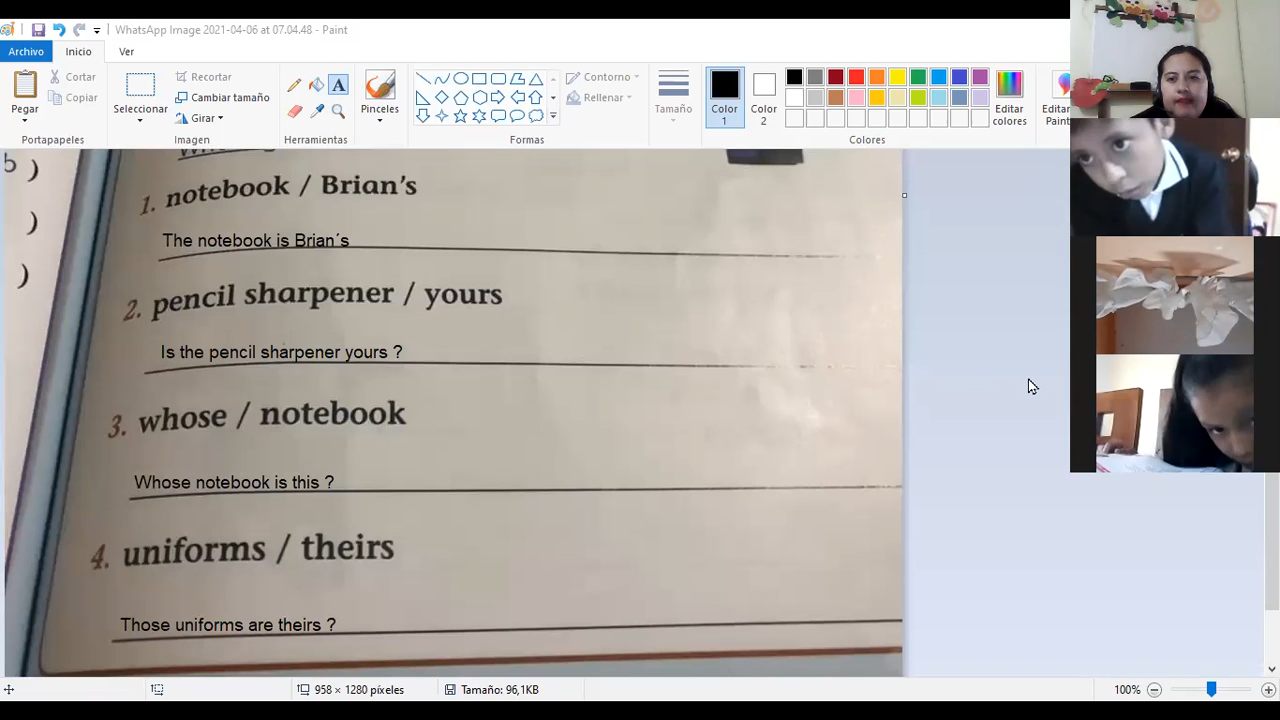 WhatsApp Image 2021-04-06 at 07.04.48 - Paint
Archivo Inicio Ver
Pegar
Cortar
Copiar
Portapapeles
Seleccionar
Recortar
Cambiar tamaño
Girar
Imagen
A
Herramientas
Pinceles
Contorno
Rellenar
Formas
Tamaño
Color 1
Color 2
Editar colores
Editar
Colores
b )
)
)
1. notebook / Brian's
The notebook is Brian´s
2. pencil sharpener / yours
Is the pencil sharpener yours ?
3. whose / notebook
Whose notebook is this ?
4. uniforms / theirs
Those uniforms are theirs ?
958 × 1280 píxeles
Tamaño: 96,1KB
100%